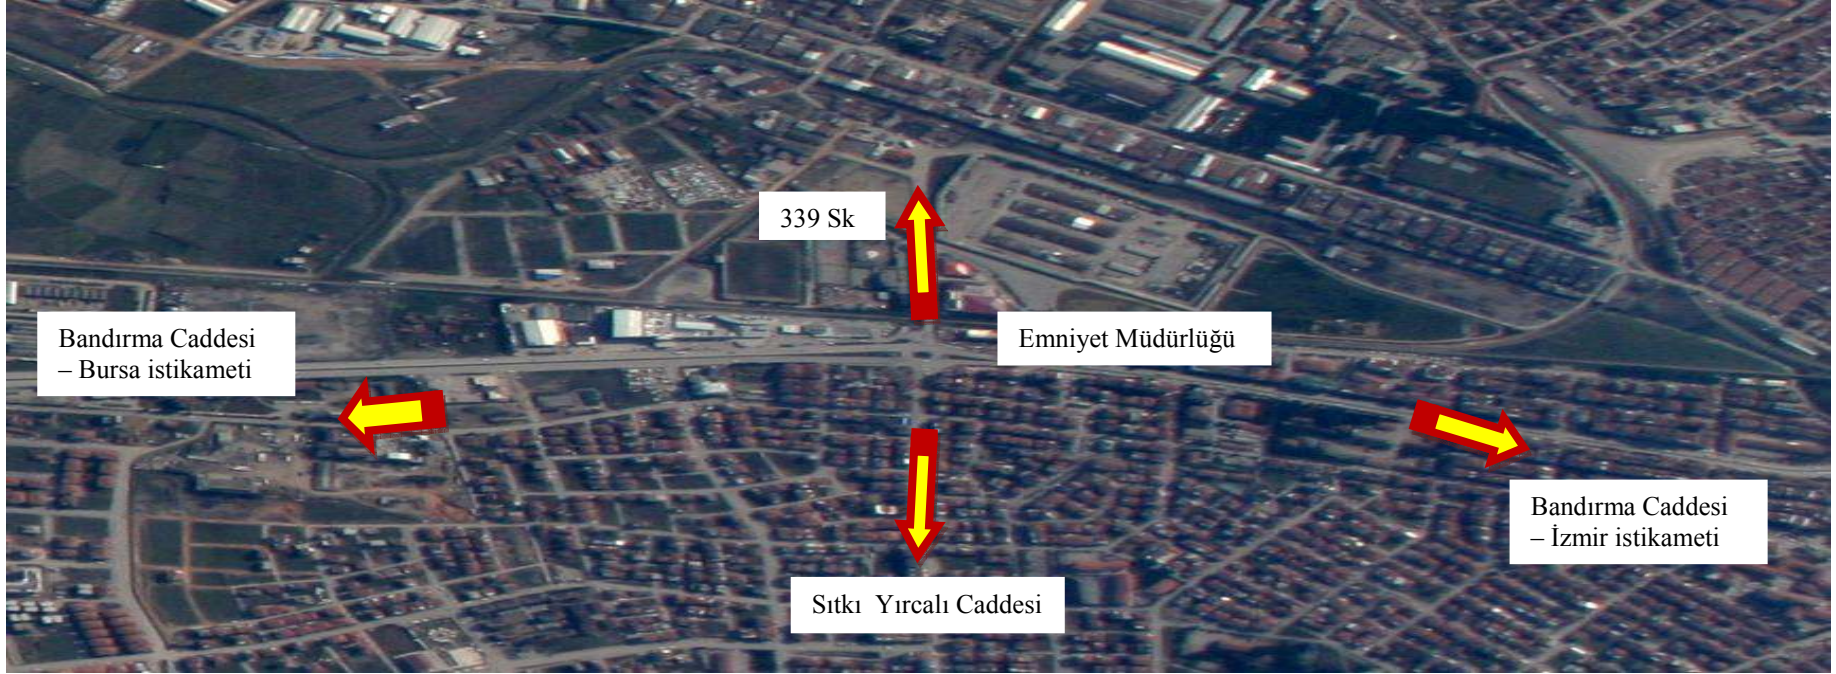 339 Sk
Bandırma Caddesi
– Bursa istikameti
Emniyet Müdürlüğü
Bandırma Caddesi
– İzmir istikameti
Sıtkı Yırcalı Caddesi